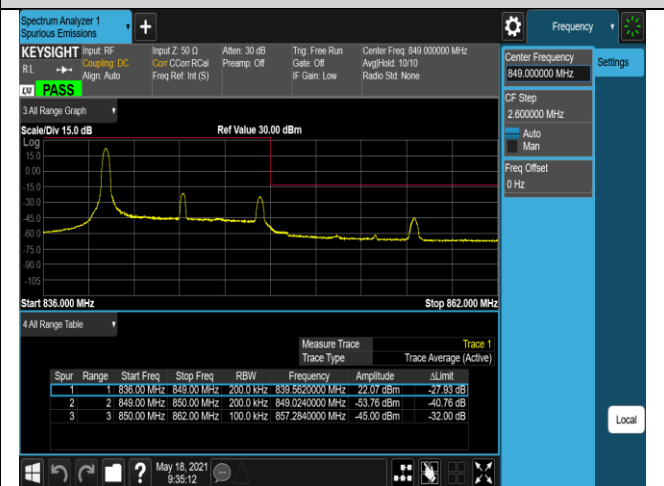 Spectrum Analyzer 1
Spurious Emissions
+
Frequency
KEYSIGHT Input: RF Input Z: 50 Ω Atten: 30 dB Trig: Free Run Center Freq: 849.000000 MHz
RL Coupling: DC Corr CCorr RCal Preamp: Off Gate: Off Avg|Hold: 10/10
Align: Auto Freq Ref: Int (S) IF Gain: Low Radio Std: None
LXI PASS
Center Frequency
849.000000 MHz
Settings
CF Step
2.600000 MHz
Auto
Man
Freq Offset
0 Hz
3 All Range Graph
Scale/Div 15.0 dB Ref Value 30.00 dBm
Log
15.0
0.00
-15.0
-30.0
-45.0
-60.0
-75.0
-90.0
-105
Start 836.000 MHz Stop 862.000 MHz
4 All Range Table
Measure Trace Trace 1
Trace Type Trace Average (Active)
Spur Range Start Freq Stop Freq RBW Frequency Amplitude ΔLimit
1 1 836.00 MHz 849.00 MHz 200.0 kHz 839.5620000 MHz 22.07 dBm -27.93 dB
2 2 849.00 MHz 850.00 MHz 200.0 kHz 849.0240000 MHz -53.76 dBm -40.76 dB
3 3 850.00 MHz 862.00 MHz 100.0 kHz 857.2840000 MHz -45.00 dBm -32.00 dB
Local
? May 18, 2021
9:35:12